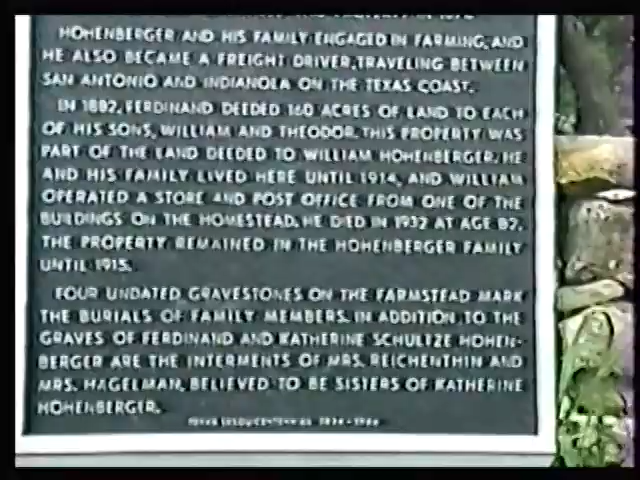 HOHENBERGER AND HIS FAMILY ENGAGED IN FARMING, AND
HE ALSO BECAME A FREIGHT DRIVER, TRAVELING BETWEEN
SAN ANTONIO AND INDIANOLA ON THE TEXAS COAST.
IN 1882, FERDINAND DEEDED 160 ACRES OF LAND TO EACH
OF HIS SONS, WILLIAM AND THEODOR. THIS PROPERTY WAS
PART OF THE LAND DEEDED TO WILLIAM HOHENBERGER. HE
AND HIS FAMILY LIVED HERE UNTIL 1914, AND WILLIAM
OPERATED A STORE AND POST OFFICE FROM ONE OF THE
BUILDINGS ON THE HOMESTEAD. HE DIED IN 1932 AT AGE 82.
THE PROPERTY REMAINED IN THE HOHENBERGER FAMILY
UNTIL 1915.
FOUR UNDATED GRAVESTONES ON THE FARMSTEAD MARK
THE BURIALS OF FAMILY MEMBERS. IN ADDITION TO THE
GRAVES OF FERDINAND AND KATHERINE SCHULTZE HOHEN-
BERGER ARE THE INTERMENTS OF MRS. REICHENTHIN AND
MRS. HAGELMAN, BELIEVED TO BE SISTERS OF KATHERINE
HOHENBERGER.
TEXAS SESQUICENTENNIAL 1836-1986